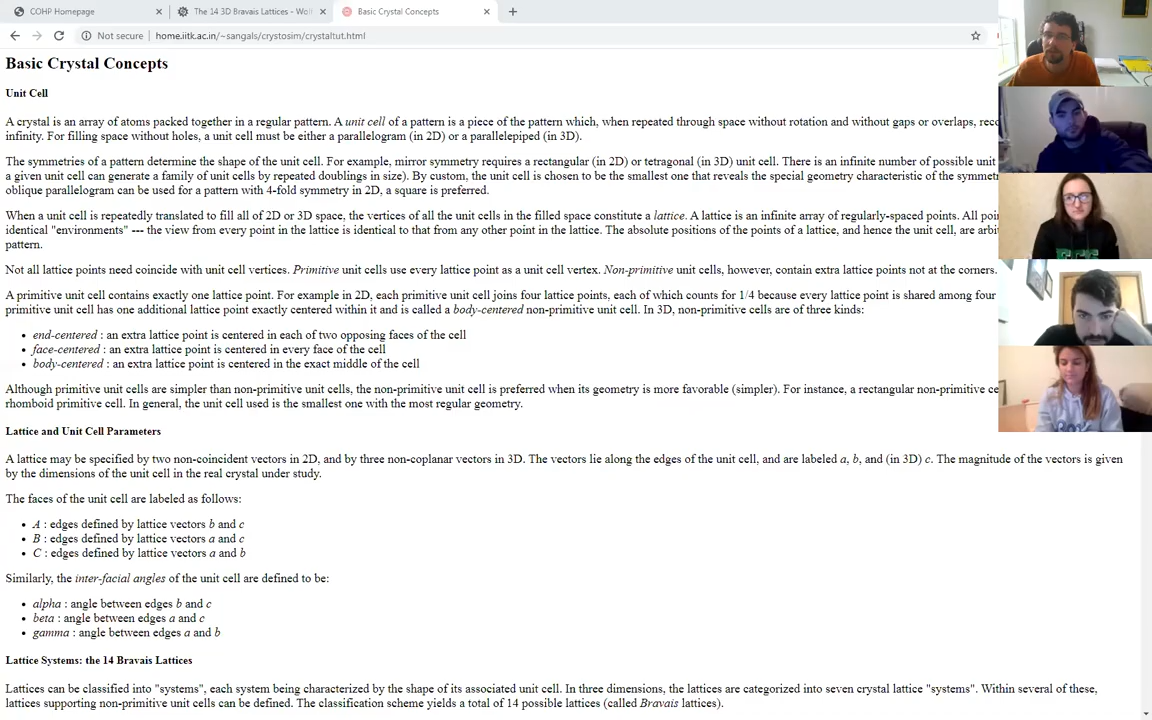 COHP Homepage
The 14 3D Bravais Lattices - Wol
Basic Crystal Concepts
Not secure home.iitk.ac.in/~sangals/crystosim/crystaltut.html
Basic Crystal Concepts
Unit Cell
A crystal is an array of atoms packed together in a regular pattern. A unit cell of a pattern is a piece of the pattern which, when repeated through space without rotation and without gaps or overlaps, rec
infinity. For filling space without holes, a unit cell must be either a parallelogram (in 2D) or a parallelepiped (in 3D).
The symmetries of a pattern determine the shape of the unit cell. For example, mirror symmetry requires a rectangular (in 2D) or tetragonal (in 3D) unit cell. There is an infinite number of possible unit
a given unit cell can generate a family of unit cells by repeated doublings in size). By custom, the unit cell is chosen to be the smallest one that reveals the special geometry characteristic of the symmet
oblique parallelogram can be used for a pattern with 4-fold symmetry in 2D, a square is preferred.
When a unit cell is repeatedly translated to fill all of 2D or 3D space, the vertices of all the unit cells in the filled space constitute a lattice. A lattice is an infinite array of regularly-spaced points. All poi
identical "environments" --- the view from every point in the lattice is identical to that from any other point in the lattice. The absolute positions of the points of a lattice, and hence the unit cell, are arbi
pattern.
Not all lattice points need coincide with unit cell vertices. Primitive unit cells use every lattice point as a unit cell vertex. Non-primitive unit cells, however, contain extra lattice points not at the corners.
A primitive unit cell contains exactly one lattice point. For example in 2D, each primitive unit cell joins four lattice points, each of which counts for 1/4 because every lattice point is shared among four
primitive unit cell has one additional lattice point exactly centered within it and is called a body-centered non-primitive unit cell. In 3D, non-primitive cells are of three kinds:
• end-centered : an extra lattice point is centered in each of two opposing faces of the cell
• face-centered : an extra lattice point is centered in every face of the cell
• body-centered : an extra lattice point is centered in the exact middle of the cell
Although primitive unit cells are simpler than non-primitive unit cells, the non-primitive unit cell is preferred when its geometry is more favorable (simpler). For instance, a rectangular non-primitive ce
rhomboid primitive cell. In general, the unit cell used is the smallest one with the most regular geometry.
Lattice and Unit Cell Parameters
A lattice may be specified by two non-coincident vectors in 2D, and by three non-coplanar vectors in 3D. The vectors lie along the edges of the unit cell, and are labeled a, b, and (in 3D) c. The magnitude of the vectors is given
by the dimensions of the unit cell in the real crystal under study.
The faces of the unit cell are labeled as follows:
• A : edges defined by lattice vectors b and c
• B : edges defined by lattice vectors a and c
• C : edges defined by lattice vectors a and b
Similarly, the inter-facial angles of the unit cell are defined to be:
• alpha : angle between edges b and c
• beta : angle between edges a and c
• gamma : angle between edges a and b
Lattice Systems: the 14 Bravais Lattices
Lattices can be classified into "systems", each system being characterized by the shape of its associated unit cell. In three dimensions, the lattices are categorized into seven crystal lattice "systems". Within several of these,
lattices supporting non-primitive unit cells can be defined. The classification scheme yields a total of 14 possible lattices (called Bravais lattices).